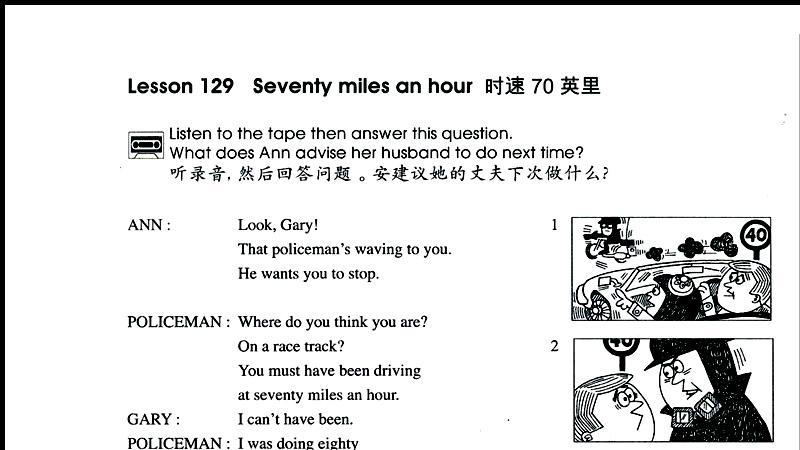 Lesson 129 Seventy miles an hour 时速 70 英里
Listen to the tape then answer this question.
What does Ann advise her husband to do next time?
听录音，然后回答问题。安建议她的丈夫下次做什么？
ANN : Look, Gary! 1
That policeman's waving to you.
He wants you to stop.
40
POLICEMAN : Where do you think you are?
On a race track? 2
You must have been driving
at seventy miles an hour.
40
GARY : I can't have been.
POLICEMAN : I was doing eighty